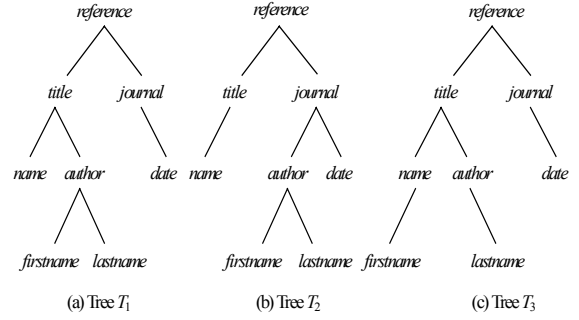 reference reference reference
title journal title journal title journal
name author date name author date name author date
firstname lastname firstname lastname firstname lastname
(a) Tree T1 (b) Tree T2 (c) Tree T3